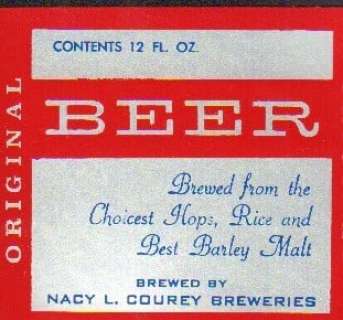 CONTENTS 12 FL. OZ.
BEER
ORIGINAL
Brewed from the
Choicest Hops, Rice and
Best Barley Malt
BREWED BY
NACY L. COUREY BREWERIES